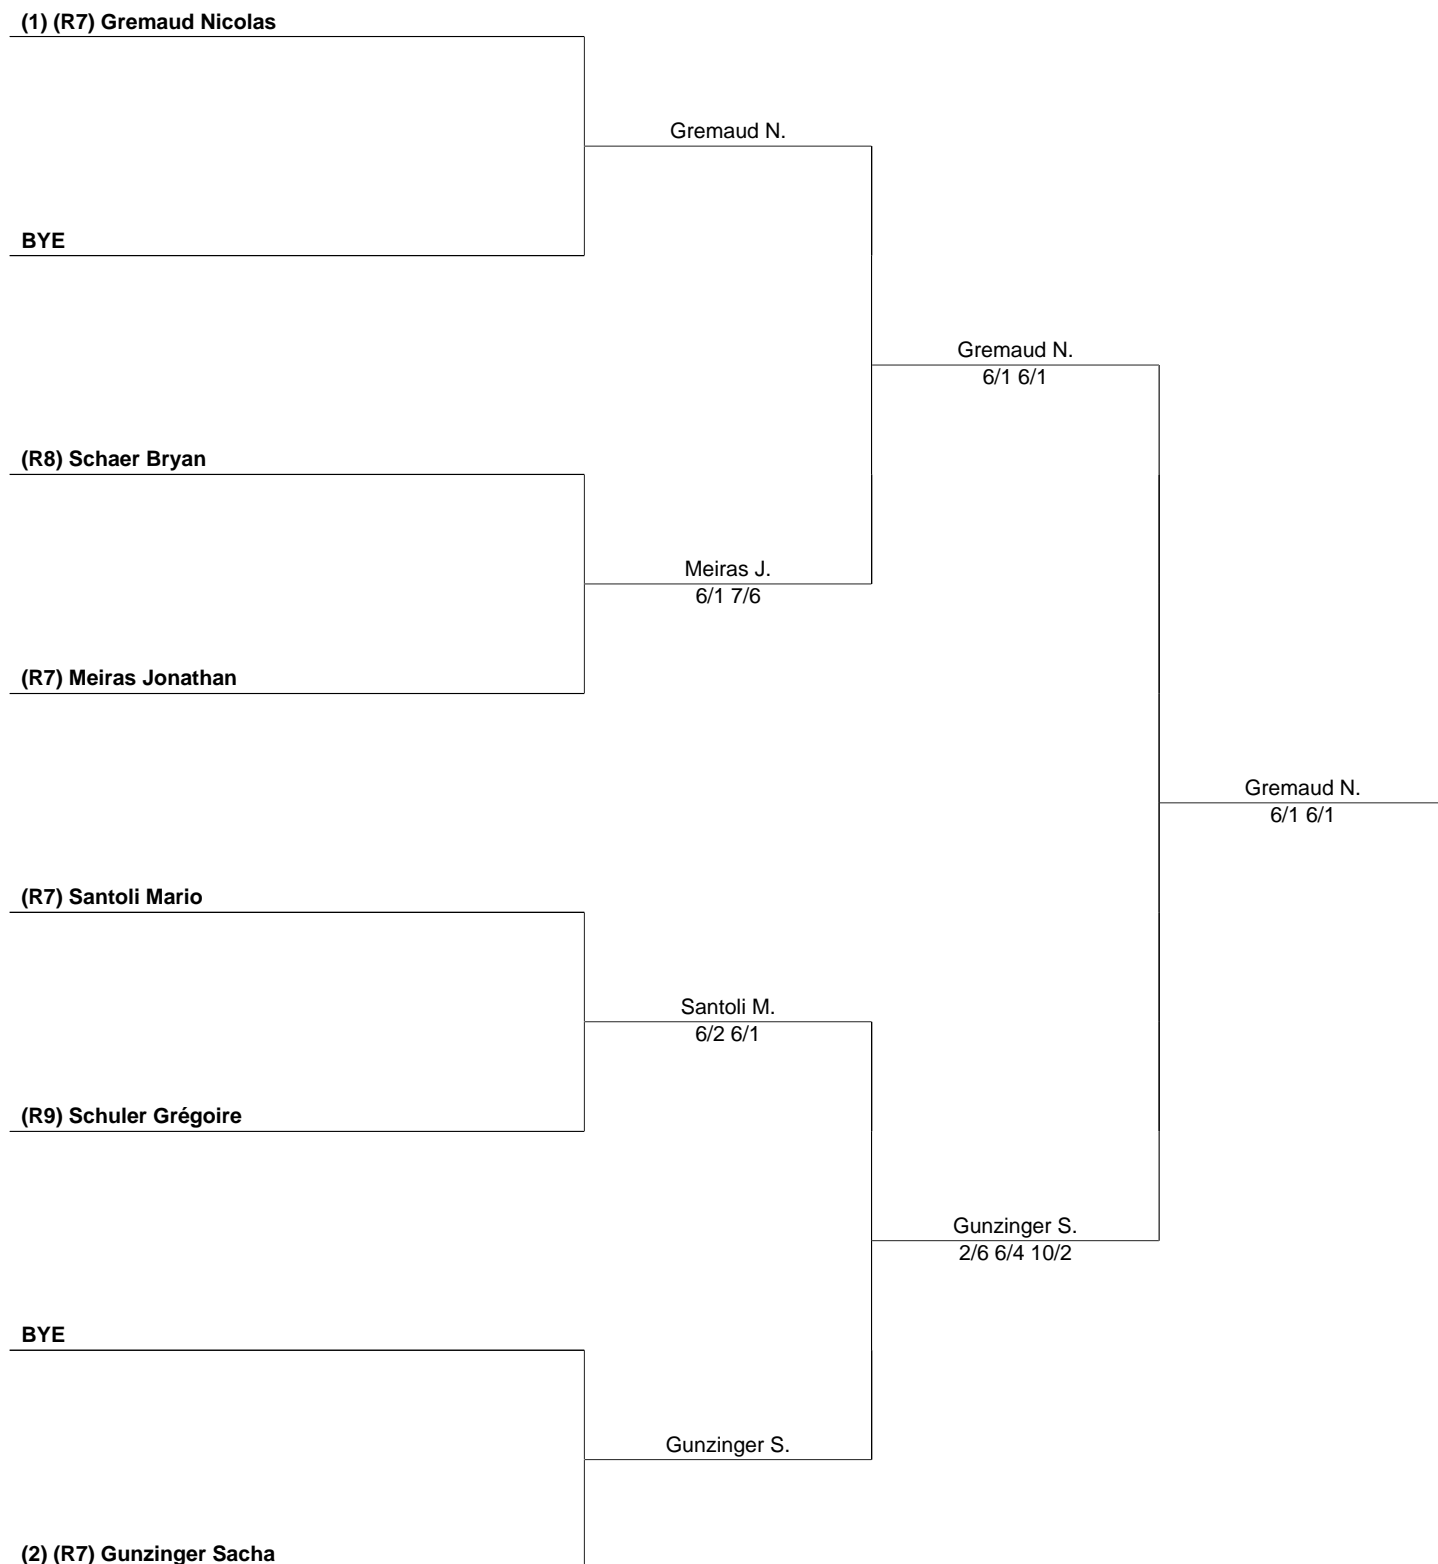 (1) (R7) Gremaud Nicolas
Gremaud N.
BYE
Gremaud N.
6/1 6/1
(R8) Schaer Bryan
Meiras J.
6/1 7/6
(R7) Meiras Jonathan
Gremaud N.
6/1 6/1
(R7) Santoli Mario
Santoli M.
6/2 6/1
(R9) Schuler Grégoire
Gunzinger S.
2/6 6/4 10/2
BYE
Gunzinger S.
(2) (R7) Gunzinger Sacha